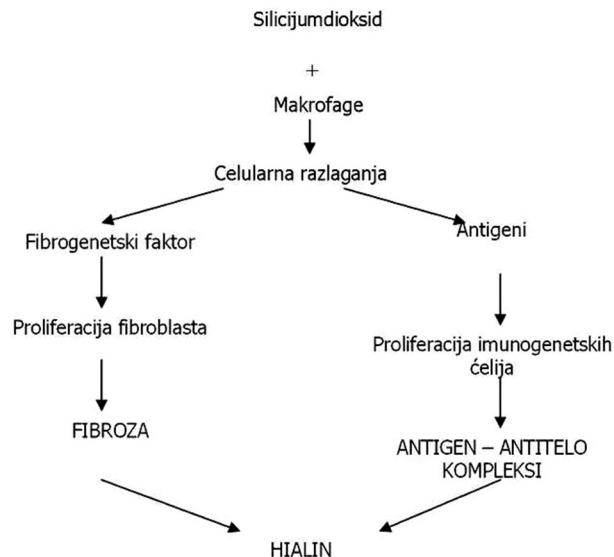 Silicijumdioksid
+
Makrofage
Celularna razlaganja
Fibrogenetski faktor
Antigeni
Proliferacija fibroblasta
Proliferacija imunogenetskih
ćelija
FIBROZA
ANTIGEN – ANTITELO
KOMPLEKSI
HIALIN